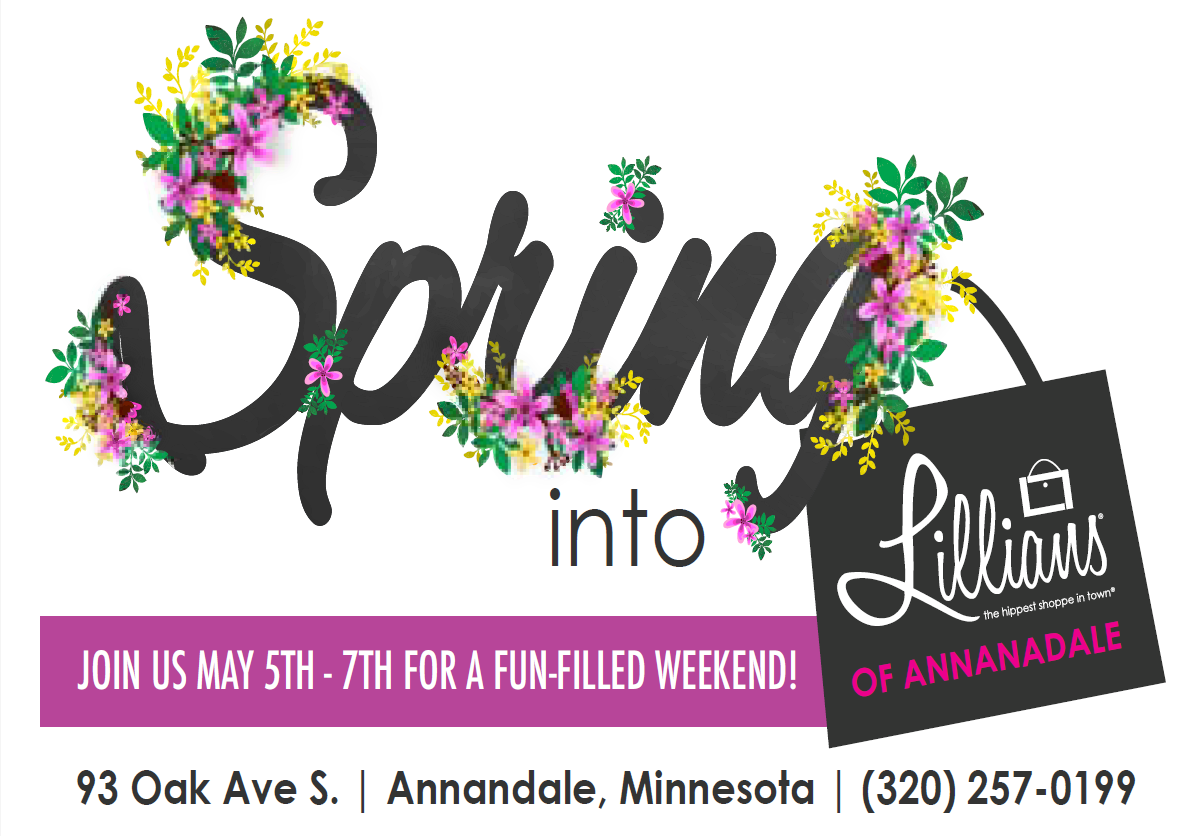 Spring
into
Lillians®
the hippest shoppe in town®
OF ANNANADALE
JOIN US MAY 5TH - 7TH FOR A FUN-FILLED WEEKEND!
93 Oak Ave S. | Annandale, Minnesota | (320) 257-0199